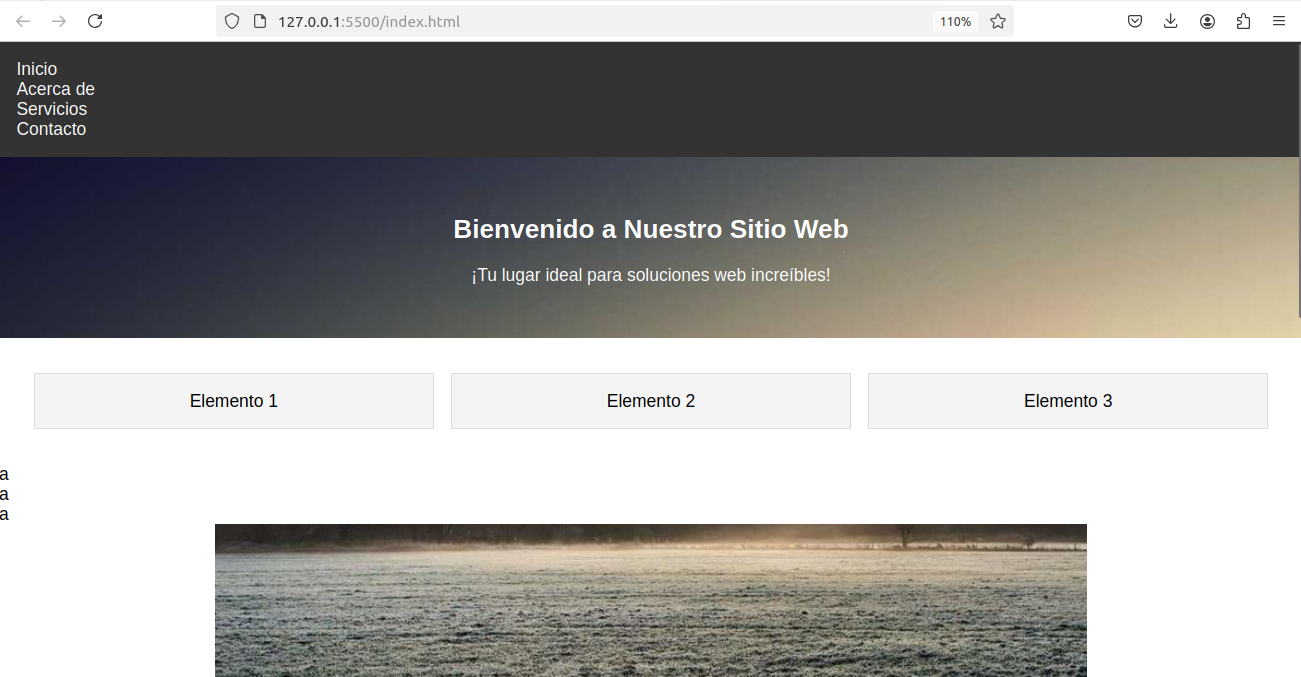 127.0.0.1:5500/index.html
110%
Inicio
Acerca de
Servicios
Contacto
Bienvenido a Nuestro Sitio Web
¡Tu lugar ideal para soluciones web increíbles!
Elemento 1
Elemento 2
Elemento 3
a
a
a